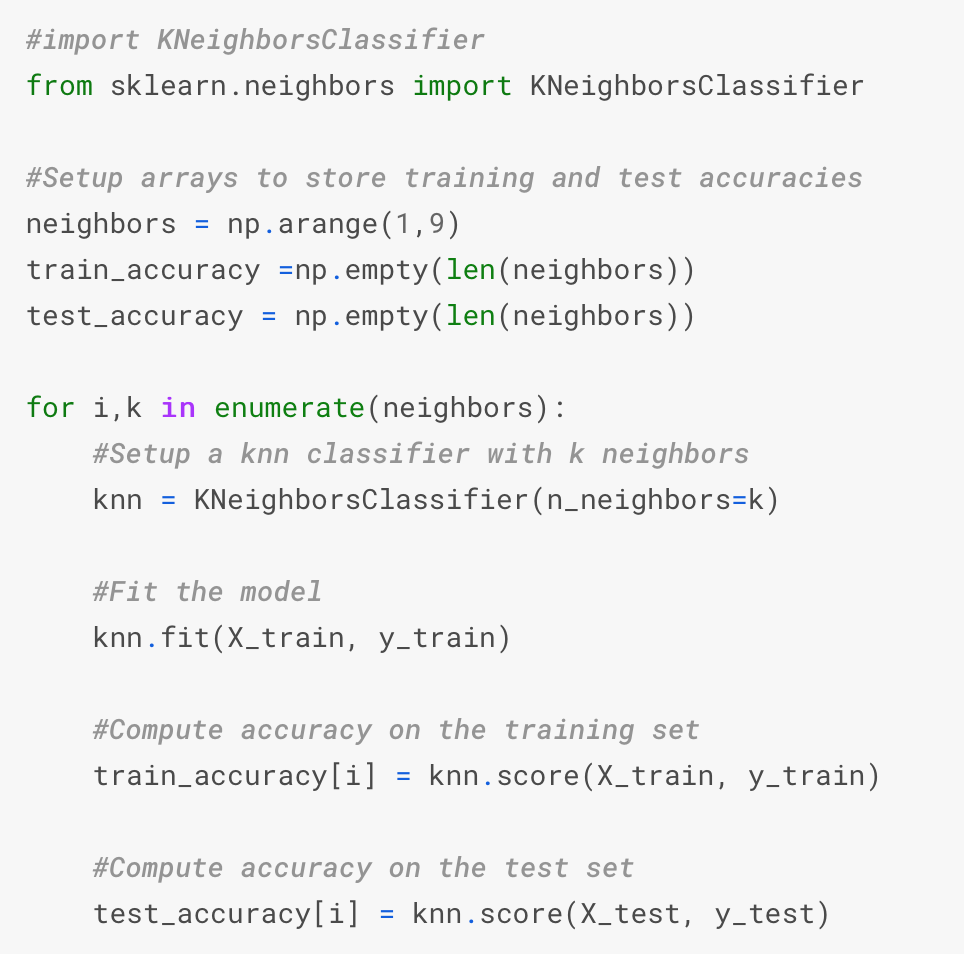 #import KNeighborsClassifier
from sklearn.neighbors import KNeighborsClassifier
#Setup arrays to store training and test accuracies
neighbors = np.arange(1,9)
train_accuracy =np.empty(len(neighbors))
test_accuracy = np.empty(len(neighbors))
for i,k in enumerate(neighbors):
    #Setup a knn classifier with k neighbors
    knn = KNeighborsClassifier(n_neighbors=k)
    #Fit the model
    knn.fit(X_train, y_train)
    #Compute accuracy on the training set
    train_accuracy[i] = knn.score(X_train, y_train)
    #Compute accuracy on the test set
    test_accuracy[i] = knn.score(X_test, y_test)